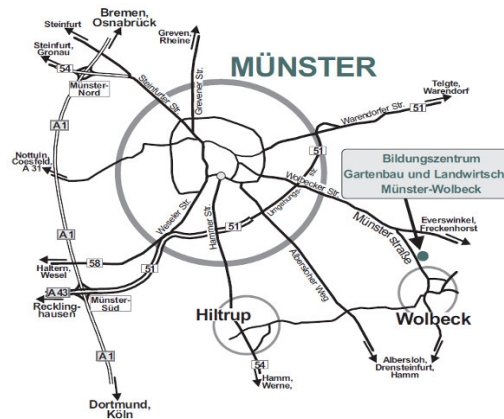 Bremen,
Osnabrück
Steinfurt
Greven,
Rheine
Steinfurt,
Gronau
54
Münster-
Nord
Steinfurter Str.
Grevener Str.
MÜNSTER
Telgte,
Warendorf
Warendorfer Str.
51
51
A 1
Nottuln,
Coesfeld,
A 31
Bildungszentrum
Gartenbau und Landwirtsch
Münster-Wolbeck
Wolbecker Str.
Umgehungs-
str.
Münsterstraße
Everswinkel,
Freckenhorst
Weseler Str.
Hammer Str.
51
A 1
58
Haltern,
Wesel
51
A 43
Reckling-
hausen
Münster-
Süd
Albersloher Weg
Hiltrup
Wolbeck
A 1
54
Hamm,
Werne,
Albersloh,
Drensteinfurt,
Hamm
Dortmund,
Köln